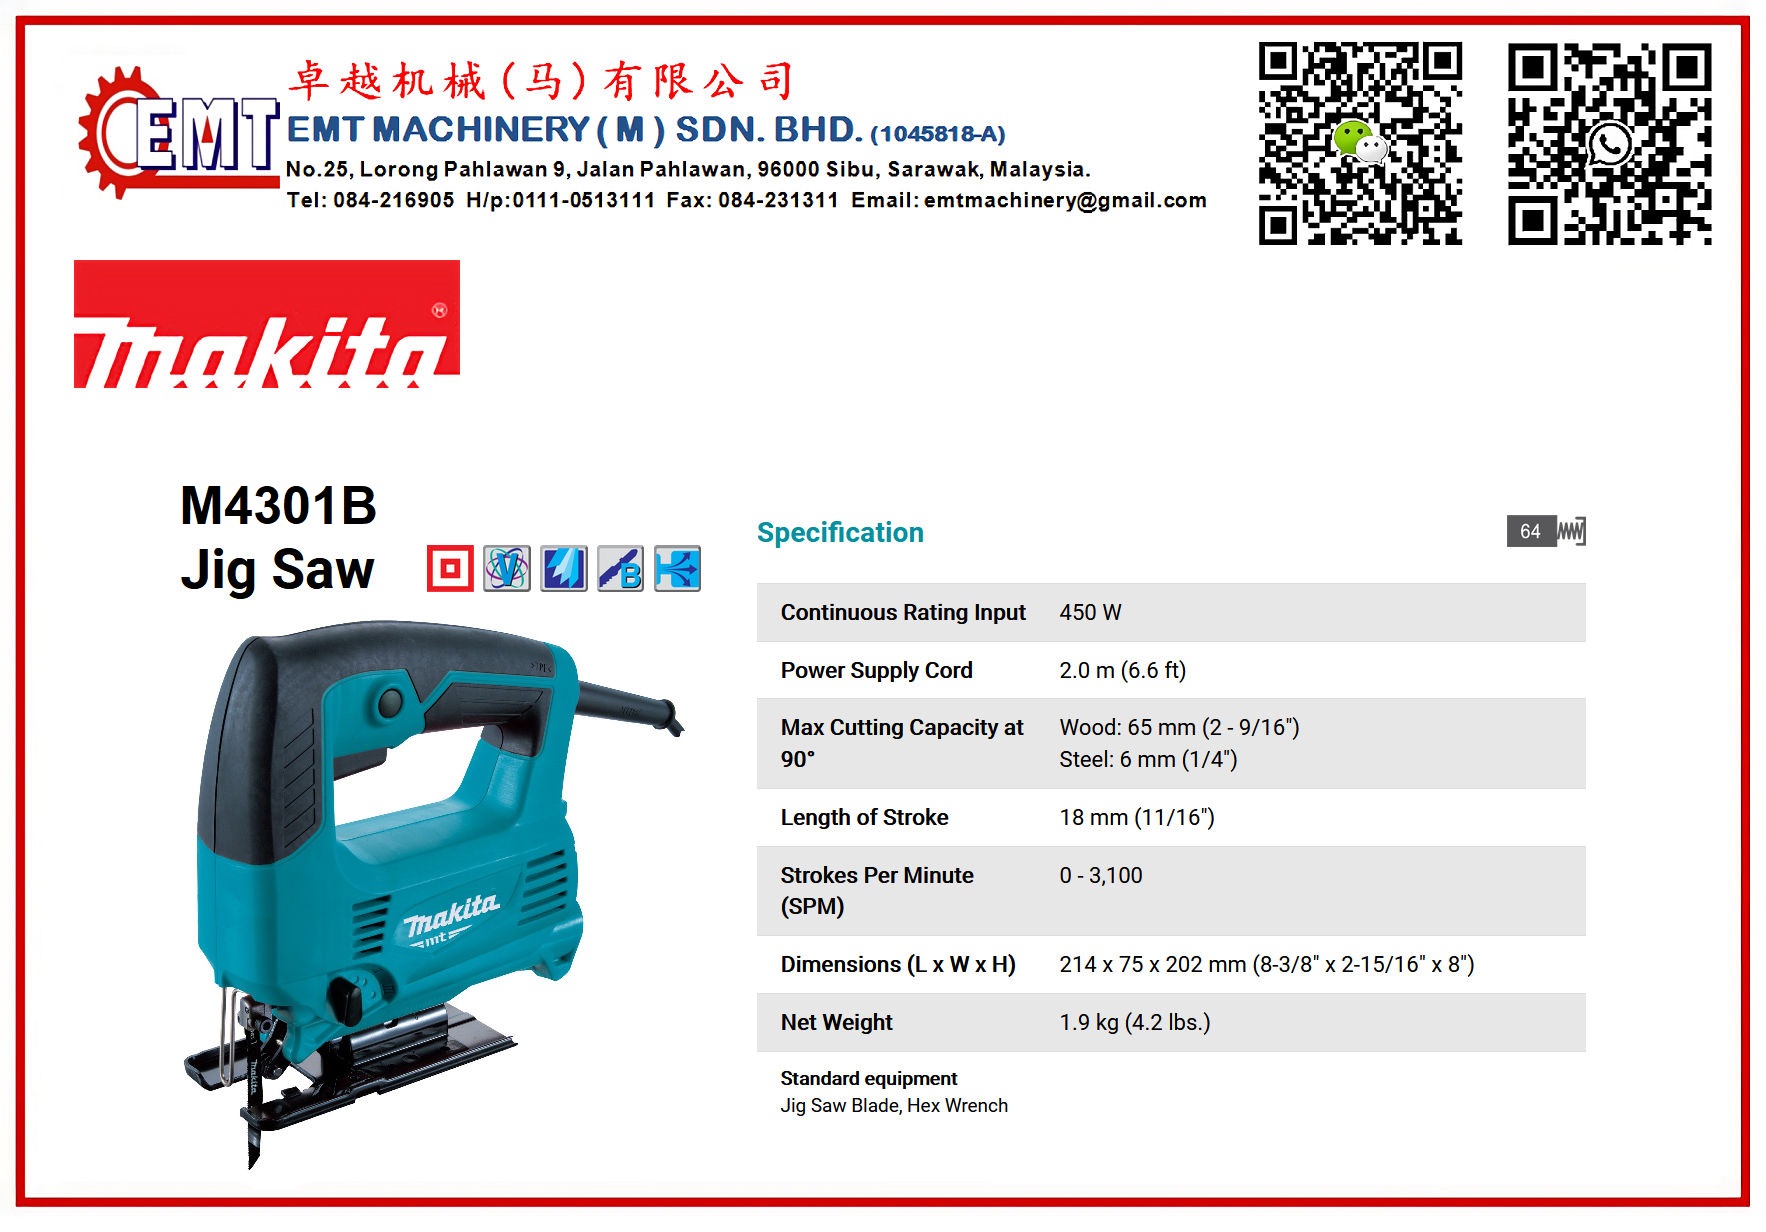 卓越机械(马)有限公司
EMT
EMT MACHINERY ( M ) SDN. BHD. (1045818-A)
No.25, Lorong Pahlawan 9, Jalan Pahlawan, 96000 Sibu, Sarawak, Malaysia.
Tel: 084-216905 H/p:0111-0513111 Fax: 084-231311 Email: emtmachinery@gmail.com
makita ®
M4301B
Jig Saw
V
B
Specification
64
Continuous Rating Input 450 W
Power Supply Cord 2.0 m (6.6 ft)
Max Cutting Capacity at Wood: 65 mm (2 - 9/16")
90° Steel: 6 mm (1/4")
Length of Stroke 18 mm (11/16")
Strokes Per Minute 0 - 3,100
(SPM)
Dimensions (L x W x H) 214 x 75 x 202 mm (8-3/8" x 2-15/16" x 8")
Net Weight 1.9 kg (4.2 lbs.)
Standard equipment
Jig Saw Blade, Hex Wrench
makita
mt
makita